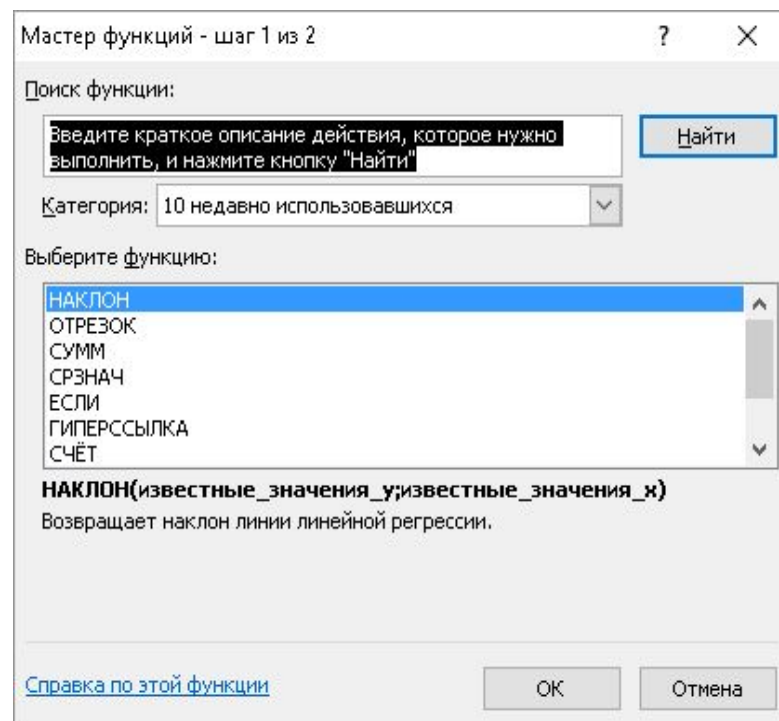 Мастер функций - шаг 1 из 2 ?
Поиск функции:
Введите краткое описание действия, которое нужно
выполнить, и нажмите кнопку "Найти"
Найти
Категория: 10 недавно использовавшихся
Выберите функцию:
НАКЛОН
ОТРЕЗОК
СУММ
СРЗНАЧ
ЕСЛИ
ГИПЕРССЫЛКА
СЧЁТ
НАКЛОН(известные_значения_y;известные_значения_x)
Возвращает наклон линии линейной регрессии.
Справка по этой функции
ОК
Отмена